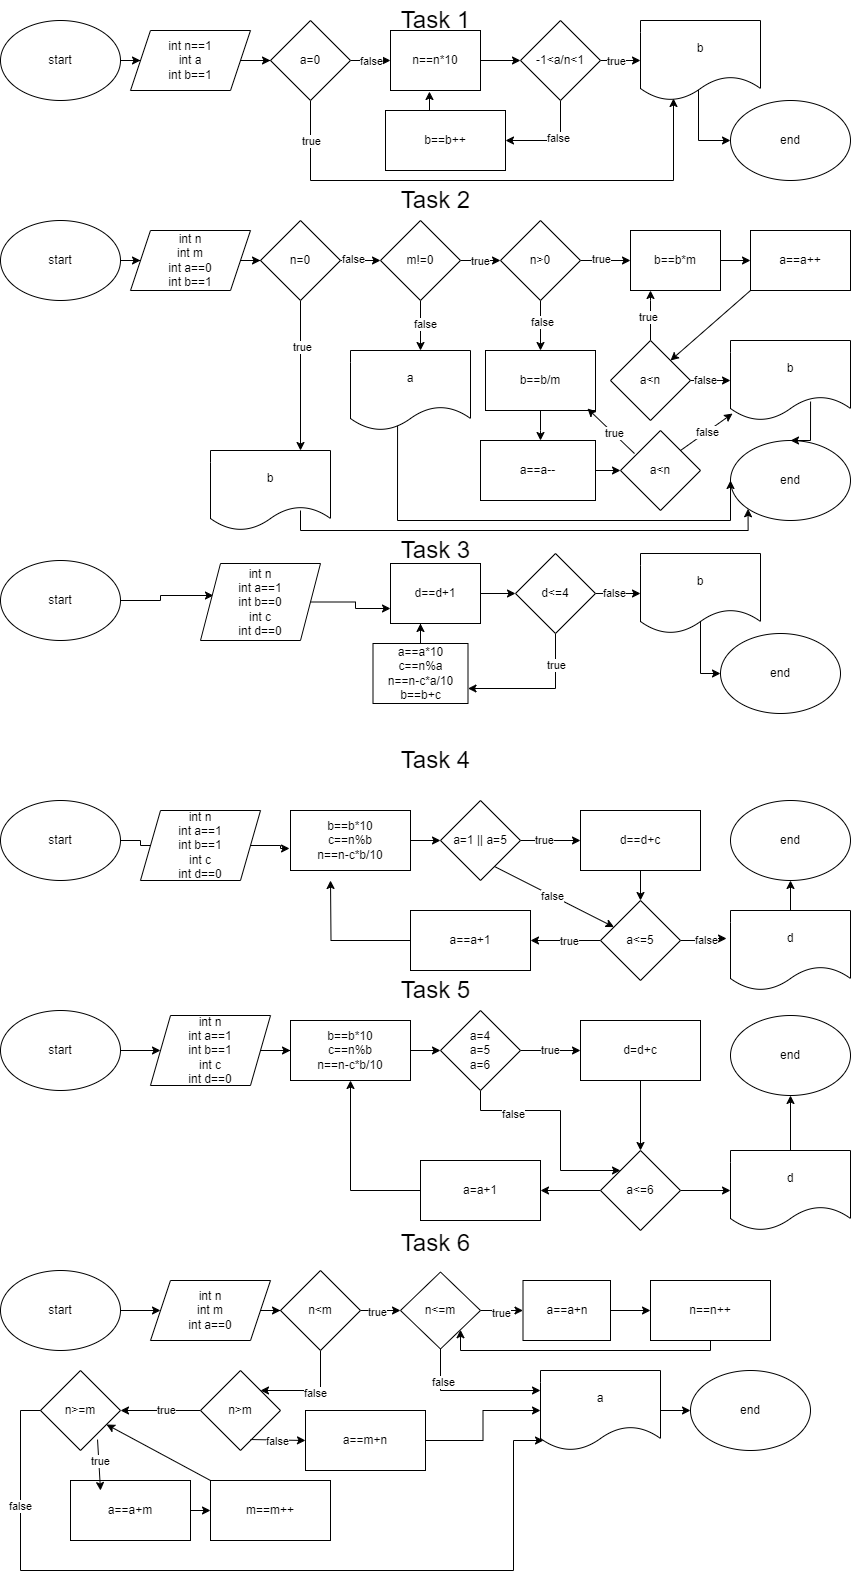 Task 1
start
int n==1
int a
int b==1
a=0
false
n==n*10
-1<a/n<1
true
b
true
b==b++
false
end
Task 2
start
int n
int m
int a==0
int b==1
n=0
false
m!=0
true
n>0
true
b==b*m
a==a++
true
false
false
true
a
b==b/m
a<n
false
b
true
false
b
a==a--
a<n
end
Task 3
start
int n
int a==1
int b==0
int c
int d==0
d==d+1
d<=4
false
b
a==a*10
c==n%a
n==n-c*a/10
b==b+c
true
end
Task 4
start
int n
int a==1
int b==1
int c
int d==0
b==b*10
c==n%b
n==n-c*b/10
a=1 || a=5
true
d==d+c
end
false
a==a+1
true
a<=5
false
d
Task 5
start
int n
int a==1
int b==1
int c
int d==0
b==b*10
c==n%b
n==n-c*b/10
a=4
a=5
a=6
true
d=d+c
end
false
a=a+1
a<=6
d
Task 6
start
int n
int m
int a==0
n<m
true
n<=m
true
a==a+n
n==n++
false
false
n>=m
true
n>m
false
a==m+n
a
end
true
false
a==a+m
m==m++